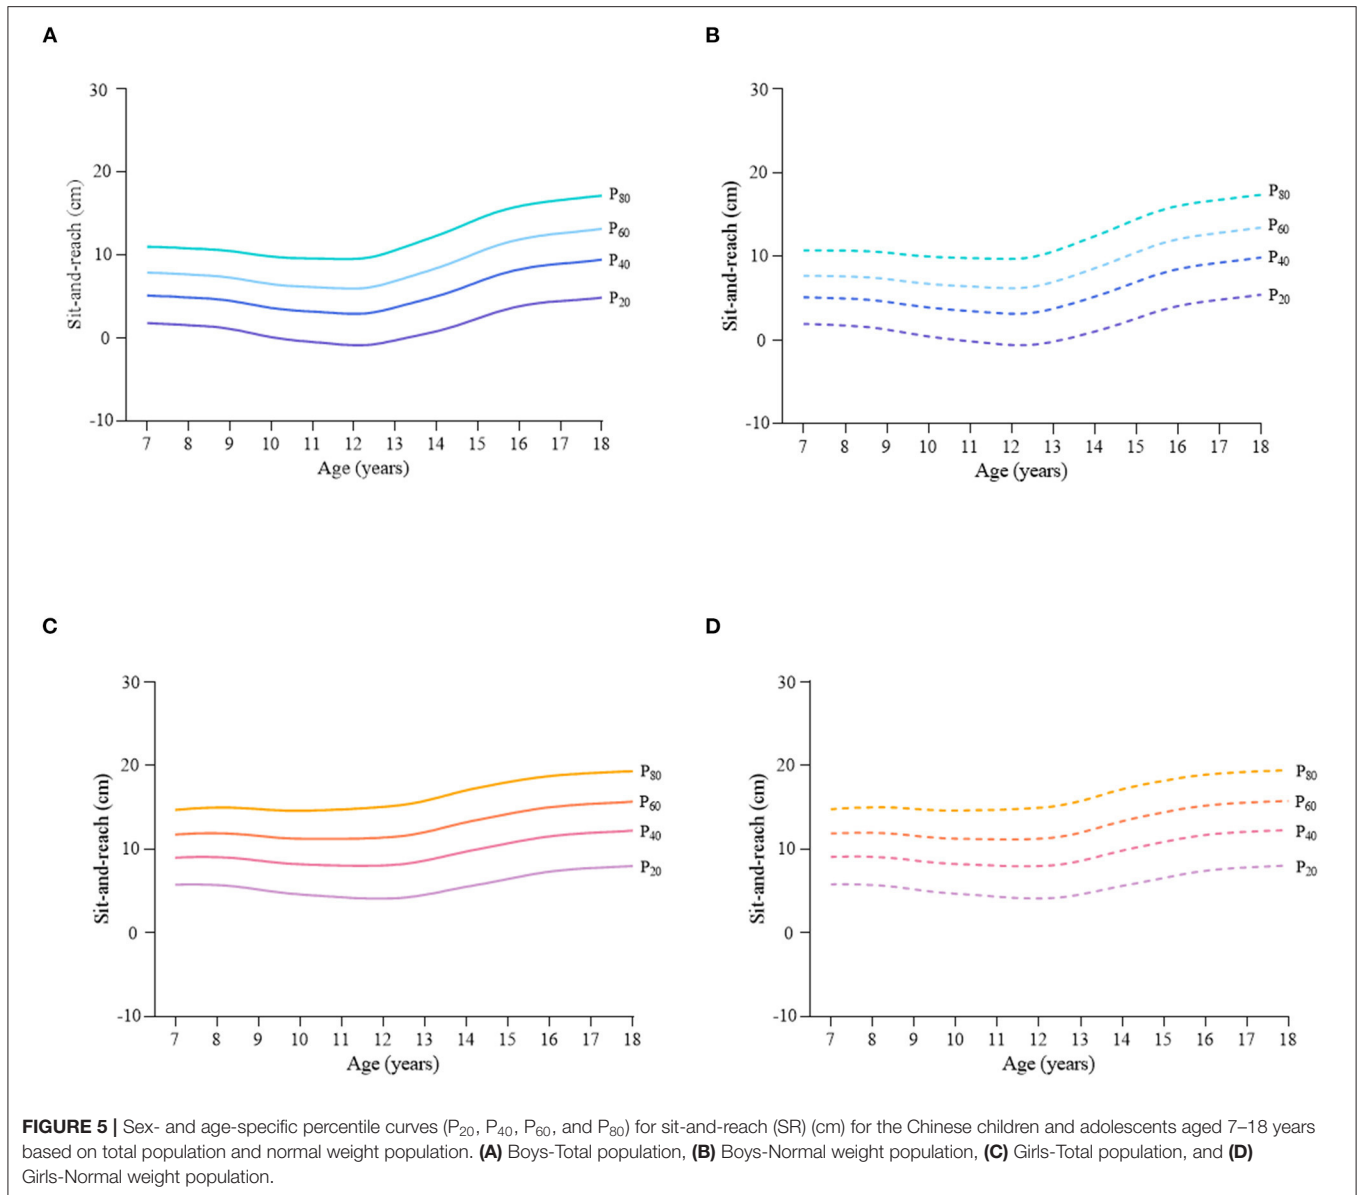 A
30
20
10
0
-10
Sit-and-reach (cm)
P80
P60
P40
P20
7 8 9 10 11 12 13 14 15 16 17 18
Age (years)
B
30
20
10
0
-10
Sit-and-reach (cm)
P80
P60
P40
P20
7 8 9 10 11 12 13 14 15 16 17 18
Age (years)
C
30
20
10
0
-10
Sit-and-reach (cm)
P80
P60
P40
P20
7 8 9 10 11 12 13 14 15 16 17 18
Age (years)
D
30
20
10
0
-10
Sit-and-reach (cm)
P80
P60
P40
P20
7 8 9 10 11 12 13 14 15 16 17 18
Age (years)
FIGURE 5 | Sex- and age-specific percentile curves (P20, P40, P60, and P80) for sit-and-reach (SR) (cm) for the Chinese children and adolescents aged 7–18 years
based on total population and normal weight population. (A) Boys-Total population, (B) Boys-Normal weight population, (C) Girls-Total population, and (D)
Girls-Normal weight population.